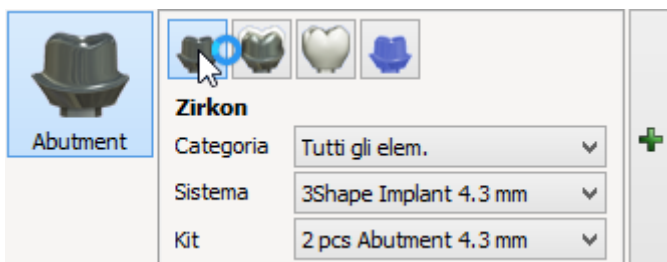 Zirkon
Abutment
Categoria Tutti gli elem.
Sistema 3Shape Implant 4.3 mm
Kit 2 pcs Abutment 4.3 mm